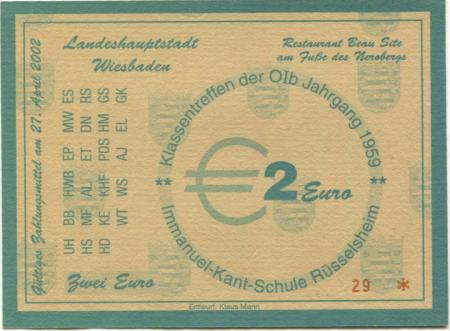 Gültiges Zahlungsmittel am 27. April 2002
Landeshauptstadt
Wiesbaden
Restaurant Beau Site
am Fuße des Nerobergs
UH BB HWB EP MW ES
HS MF AL ET DN RS
HD KE KHF PDS HM GS
WT WS AJ EL GK
** Klassentreffen der OIb Jahrgang 1959 **
€2 Euro
Immanuel-Kant-Schule Rüsselsheim
Zwei Euro
29 *
Entwurf: Klaus Mann